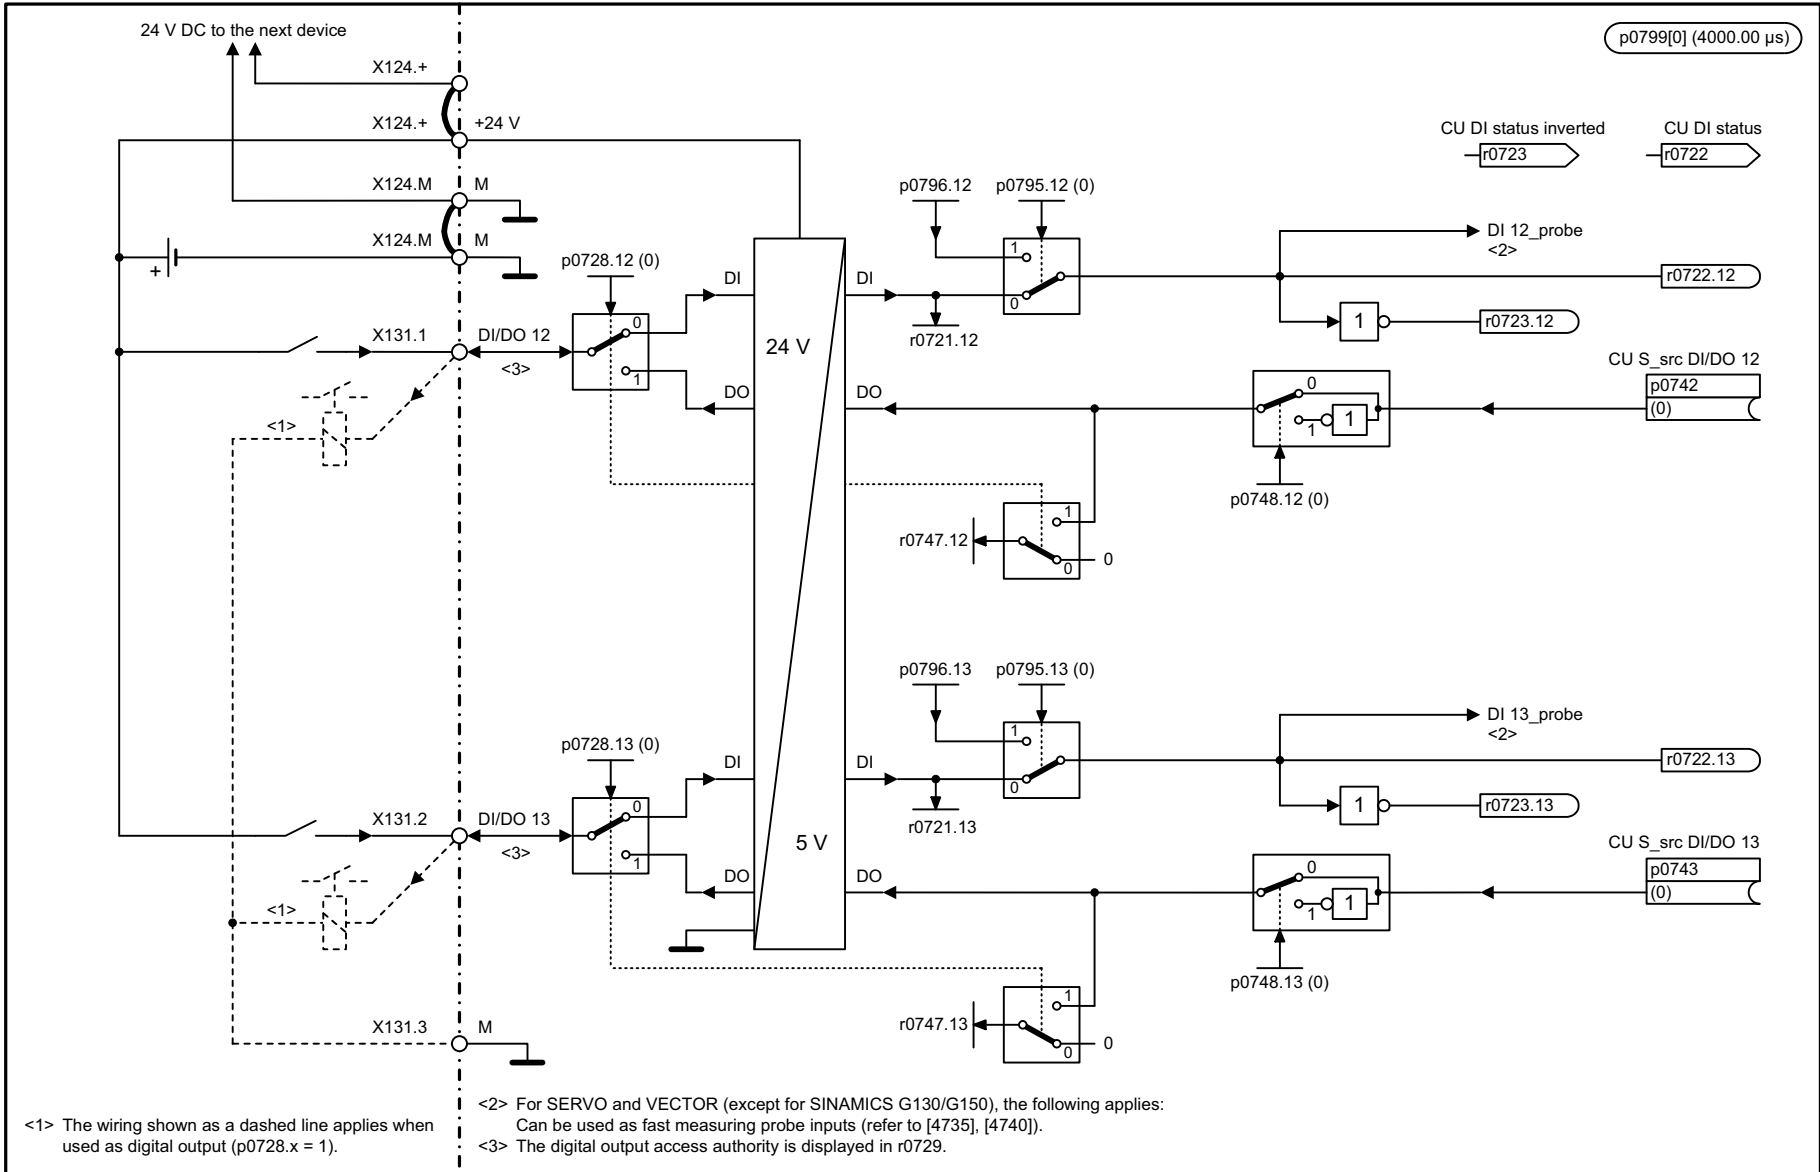 24 V DC to the next device
p0799[0] (4000.00 µs)
X124.+
X124.+
+24 V
CU DI status inverted
CU DI status
r0723
r0722
X124.M
M
p0796.12
p0795.12 (0)
X124.M
M
DI 12_probe
<2>
1
0
+
p0728.12 (0)
DI
DI
r0722.12
r0721.12
1
r0723.12
X131.1
DI/DO 12
<3>
0
1
24 V
CU S_src DI/DO 12
p0742
(0)
DO
DO
0
1
1
<1>
p0748.12 (0)
1
r0747.12
0
0
p0796.13
p0795.13 (0)
DI 13_probe
<2>
1
0
p0728.13 (0)
DI
DI
r0722.13
r0721.13
1
r0723.13
X131.2
DI/DO 13
<3>
0
1
5 V
CU S_src DI/DO 13
p0743
(0)
DO
DO
0
1
1
<1>
p0748.13 (0)
1
r0747.13
0
0
X131.3
M
<1> The wiring shown as a dashed line applies when
used as digital output (p0728.x = 1).
<2> For SERVO and VECTOR (except for SINAMICS G130/G150), the following applies:
Can be used as fast measuring probe inputs (refer to [4735], [4740]).
<3> The digital output access authority is displayed in r0729.